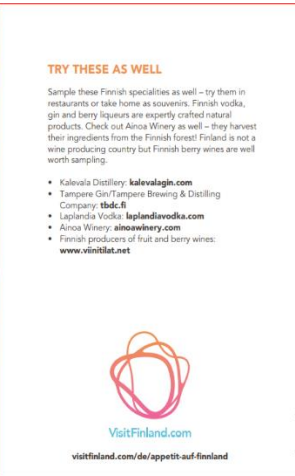 TRY THESE AS WELL
Sample these Finnish specialities as well – try them in
restaurants or take home as souvenirs. Finnish vodka,
gin and berry liqueurs are expertly crafted natural
products. Check out Ainoa Winery as well – they harvest
their ingredients from the Finnish forest! Finland is not a
wine producing country but Finnish berry wines are well
worth sampling.
• Kalevala Distillery: kalevalagin.com
• Tampere Gin/Tampere Brewing & Distilling
Company: tbdc.fi
• Laplandia Vodka: laplandiavodka.com
• Ainoa Winery: ainoawinery.com
• Finnish producers of fruit and berry wines:
www.viinitilat.net
VisitFinland.com
visitfinland.com/de/appetit-auf-finnland